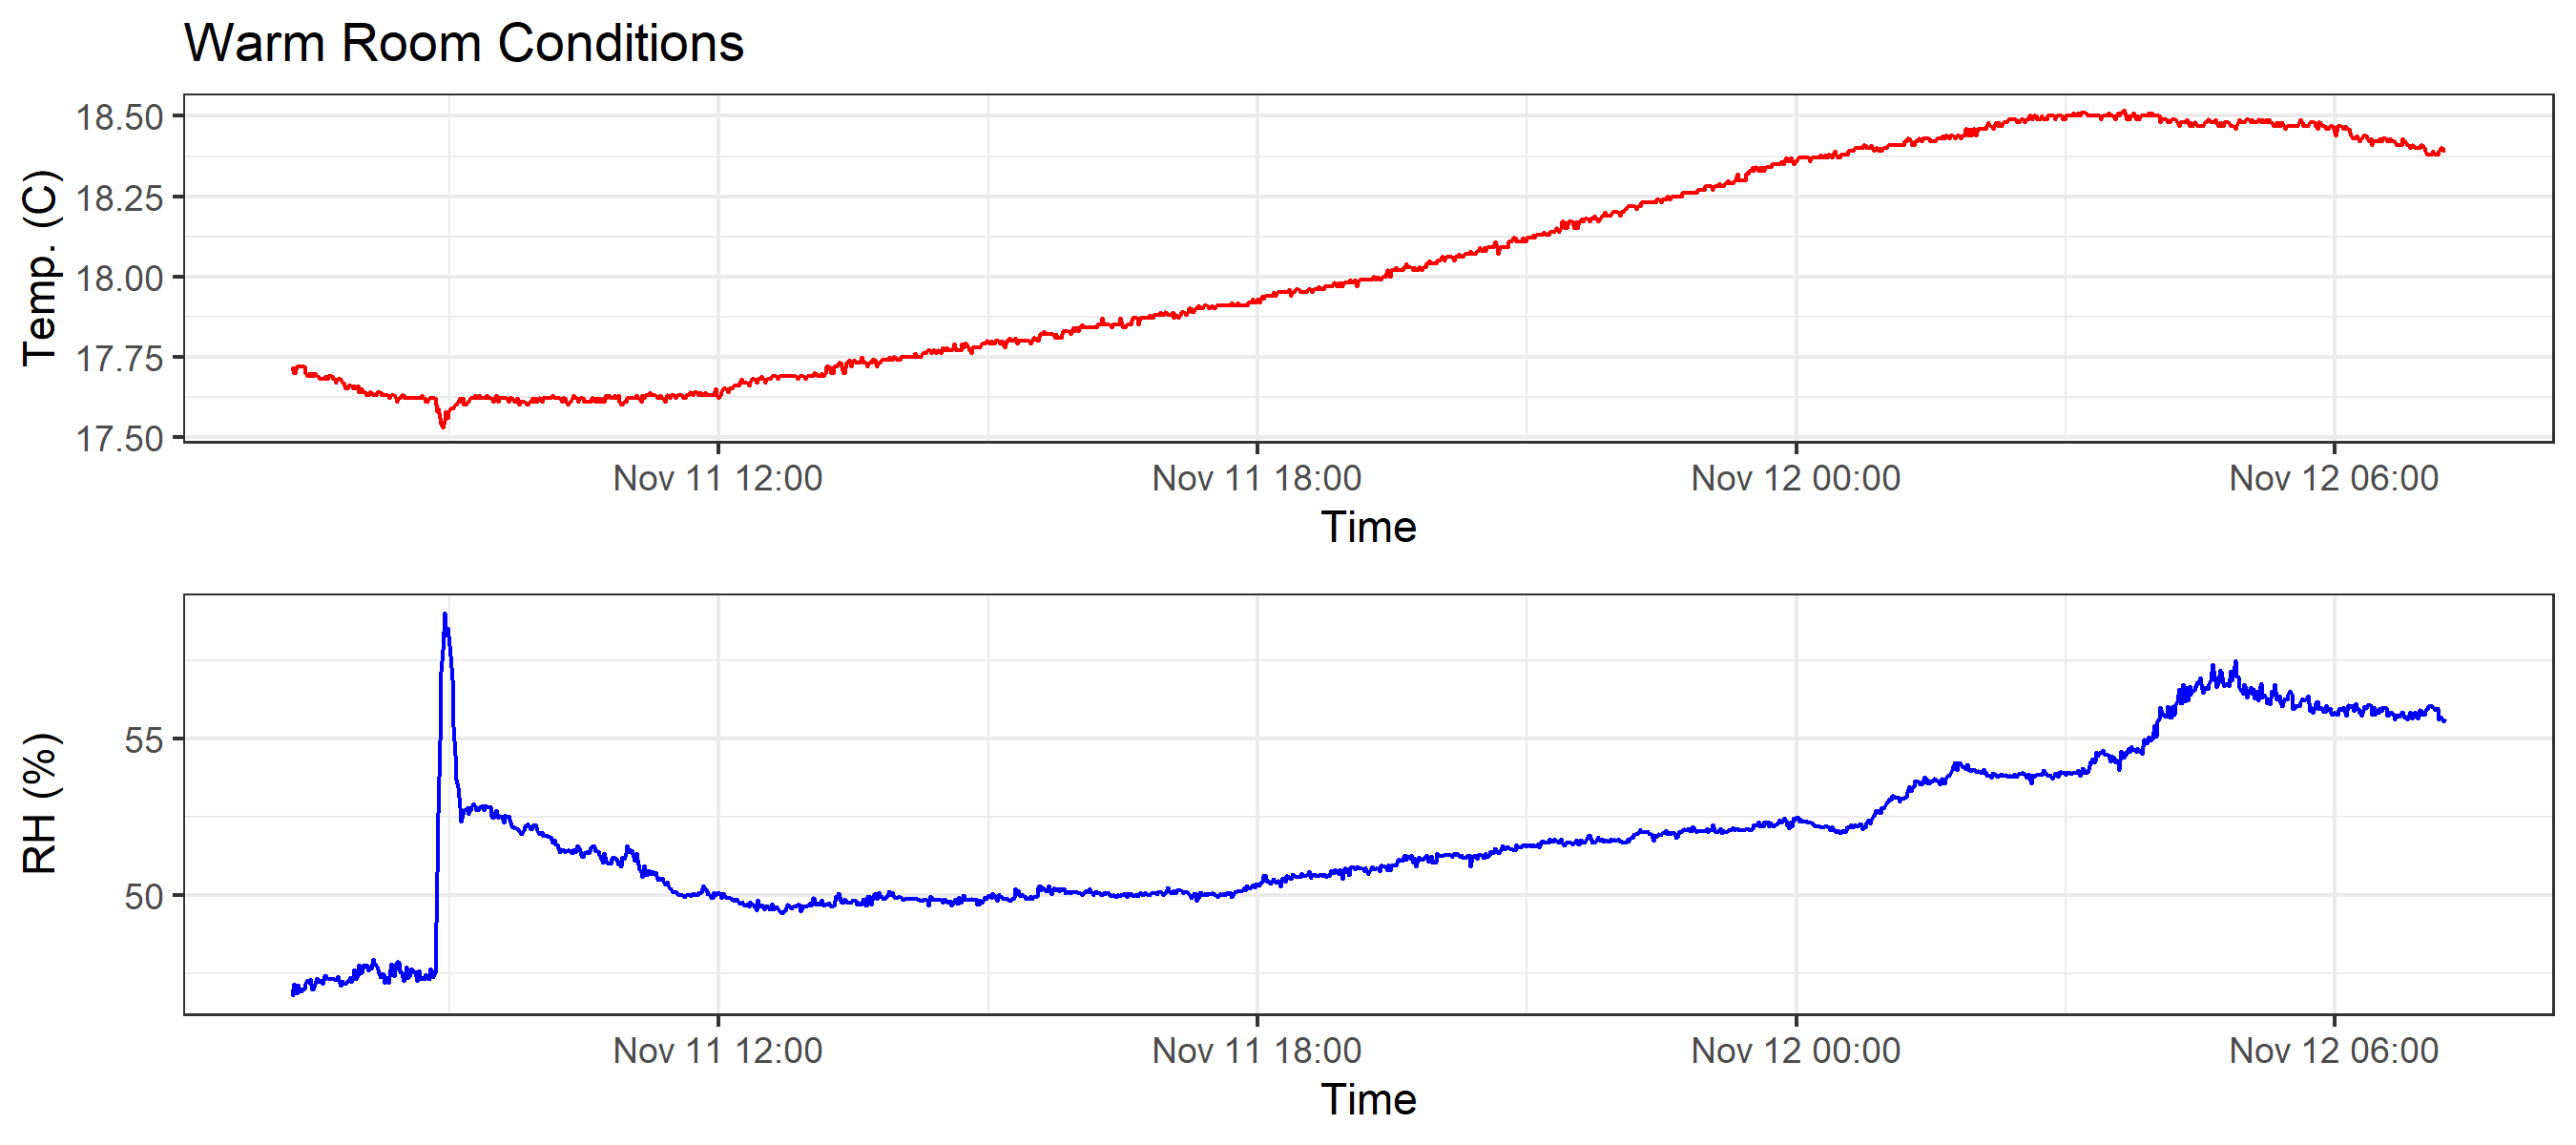 Warm Room Conditions
Temp. (C)
18.50
18.25
18.00
17.75
17.50
Nov 11 12:00 Nov 11 18:00 Nov 12 00:00 Nov 12 06:00
Time
RH (%)
55
50
Nov 11 12:00 Nov 11 18:00 Nov 12 00:00 Nov 12 06:00
Time